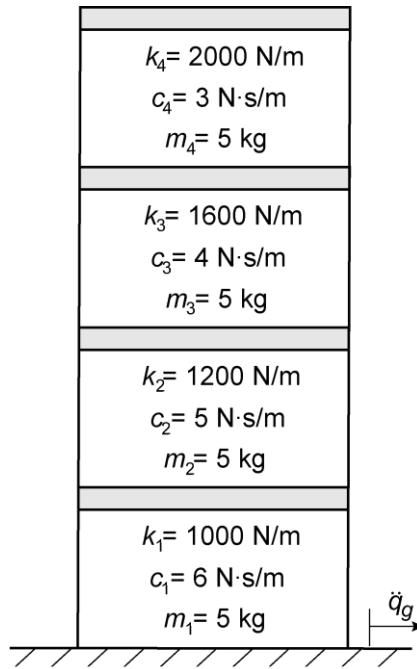 k₄= 2000 N/m
c₄= 3 N·s/m
m₄= 5 kg
k₃= 1600 N/m
c₃= 4 N·s/m
m₃= 5 kg
k₂= 1200 N/m
c₂= 5 N·s/m
m₂= 5 kg
k₁= 1000 N/m
c₁= 6 N·s/m
m₁= 5 kg
q̈g